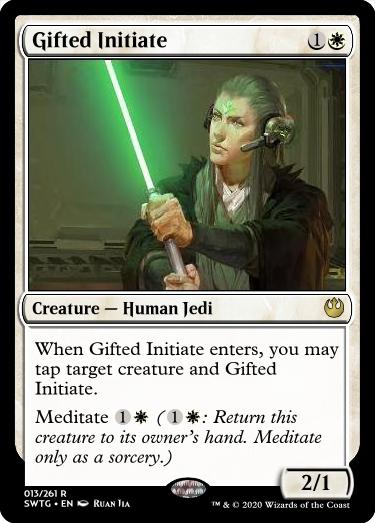 Gifted Initiate 1
Creature — Human Jedi
When Gifted Initiate enters, you may
tap target creature and Gifted
Initiate.
Meditate 1 ( 1 : Return this
creature to its owner's hand. Meditate
only as a sorcery.)
2/1
013/261 R
SWTG • EN Ruan Jia
™ & © 2020 Wizards of the Coast